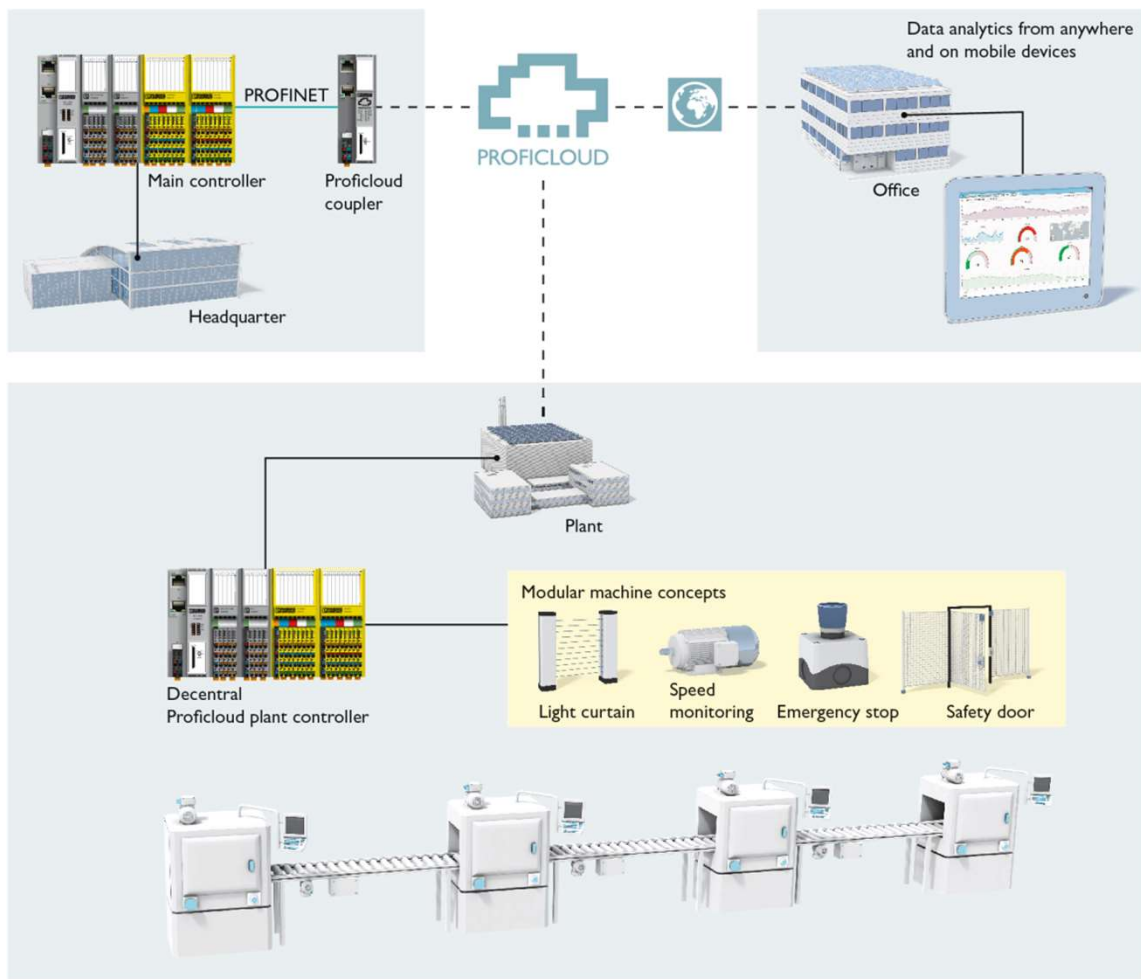 Data analytics from anywhere
and on mobile devices
PROFINET
PROFICLOUD
Main controller
Proficloud
coupler
Office
Headquarter
Plant
Modular machine concepts
Decentral
Proficloud plant controller
Light curtain
Speed
monitoring
Emergency stop
Safety door